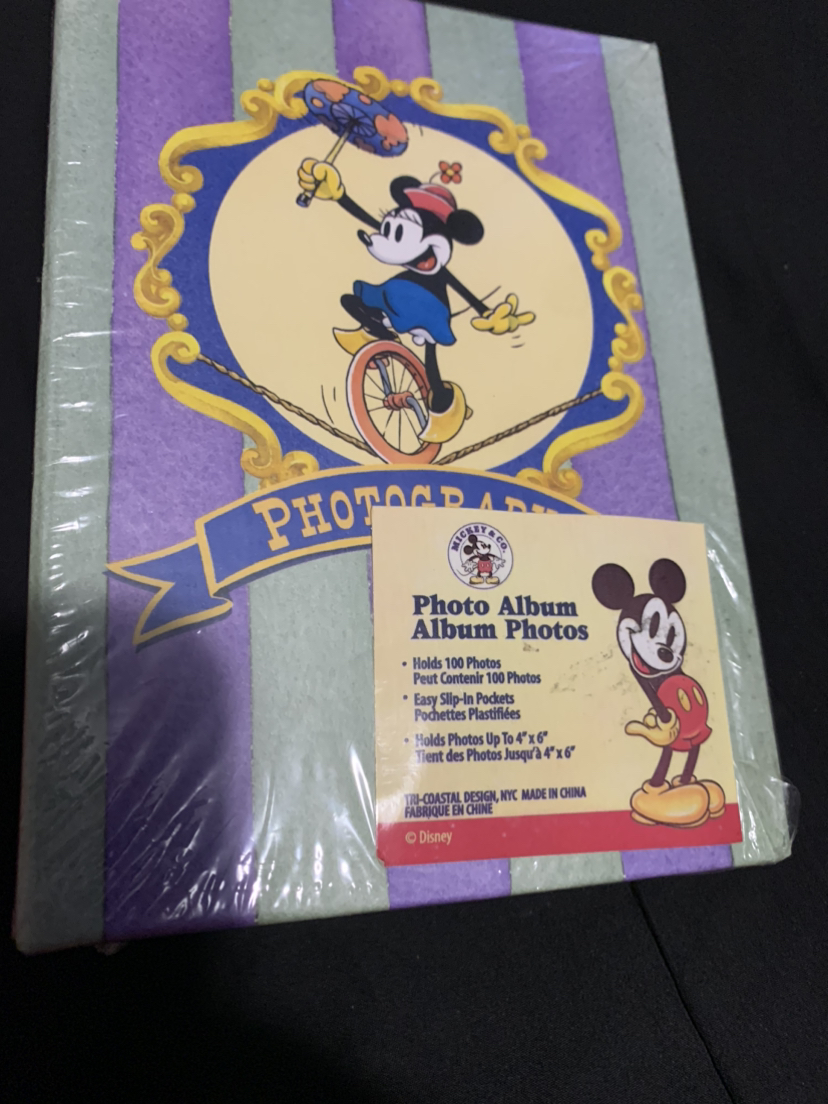 PHOTOGRAPH
MICKEY & CO.
Photo Album
Album Photos
• Holds 100 Photos
Peut Contenir 100 Photos
• Easy Slip-In Pockets
Pochettes Plastifiées
• Holds Photos Up To 4" x 6"
Tient des Photos Jusqu'à 4" x 6"
TRI-COASTAL DESIGN, NYC MADE IN CHINA
FABRIQUE EN CHINE
© Disney